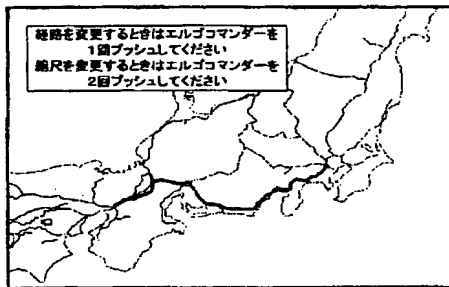 経路を変更するときはエルゴコマンダーを
1回プッシュしてください
縮尺を変更するときはエルゴコマンダーを
2回プッシュしてください